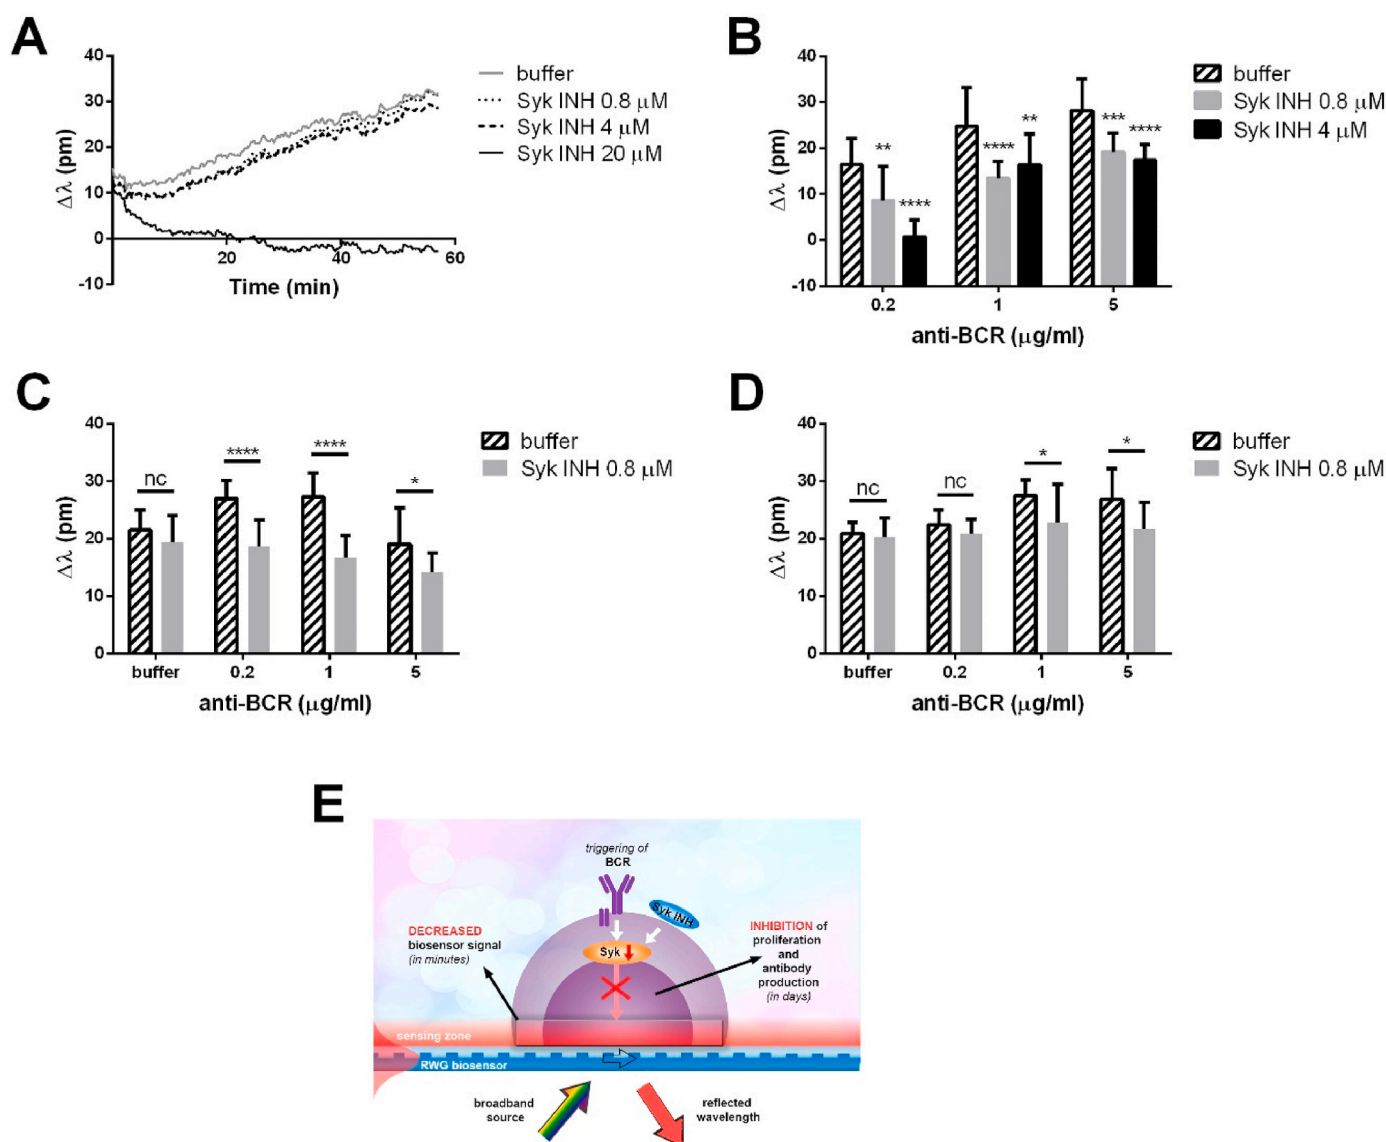 A
40
30
20
10
0
-10
Δλ (pm)
20
40
60
Time (min)
buffer
Syk INH 0.8 μM
Syk INH 4 μM
Syk INH 20 μM
B
40
30
20
10
0
-10
Δλ (pm)
**
****
****
**
***
****
0.2
1
5
anti-BCR (μg/ml)
buffer
Syk INH 0.8 μM
Syk INH 4 μM
C
40
30
20
10
0
Δλ (pm)
nc
****
****
*
buffer
0.2
1
5
anti-BCR (μg/ml)
buffer
Syk INH 0.8 μM
D
40
30
20
10
0
Δλ (pm)
nc
nc
*
*
buffer
0.2
1
5
anti-BCR (μg/ml)
buffer
Syk INH 0.8 μM
E
triggering of
BCR
Syk INH
DECREASED
biosensor signal
(in minutes)
Syk
INHIBITION of
proliferation
and
antibody
production
(in days)
sensing zone
RWG biosensor
broadband
source
reflected
wavelength